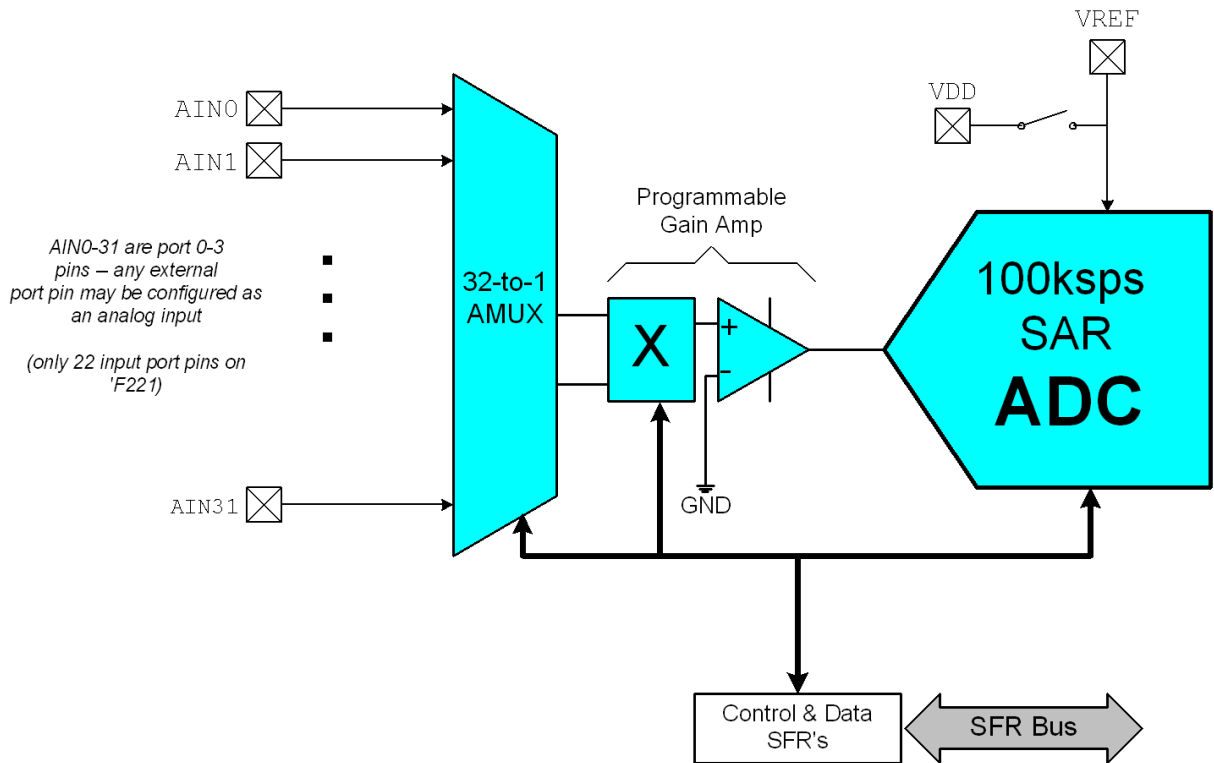 VREF
VDD
AIN0
AIN1
Programmable
Gain Amp
AIN0-31 are port 0-3
pins – any external
port pin may be configured as
an analog input
(only 22 input port pins on
'F221)
32-to-1
AMUX
X
+
-
100ksps
SAR
ADC
AIN31
GND
Control & Data
SFR's
SFR Bus